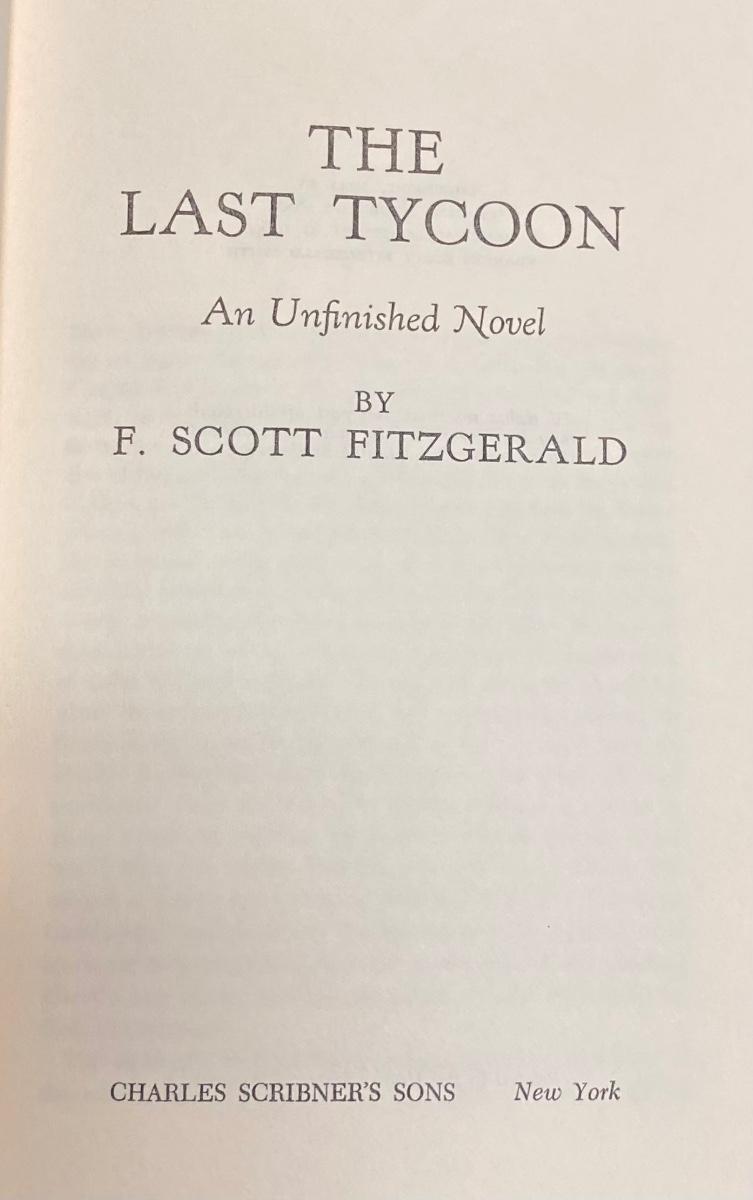 THE
LAST TYCOON
An Unfinished Novel
BY
F. SCOTT FITZGERALD
CHARLES SCRIBNER'S SONS New York